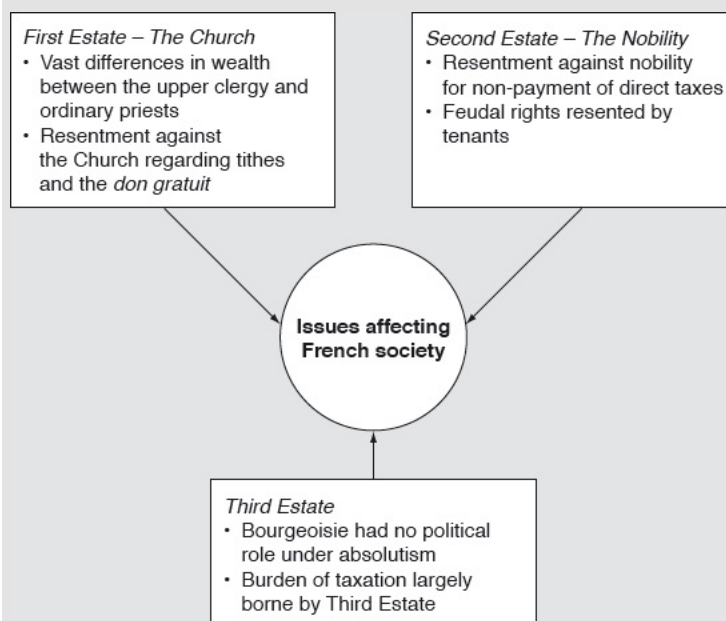 First Estate – The Church
• Vast differences in wealth
between the upper clergy and
ordinary priests
• Resentment against
the Church regarding tithes
and the don gratuit
Second Estate – The Nobility
• Resentment against nobility
for non-payment of direct taxes
• Feudal rights resented by
tenants
Issues affecting
French society
Third Estate
• Bourgeoisie had no political
role under absolutism
• Burden of taxation largely
borne by Third Estate